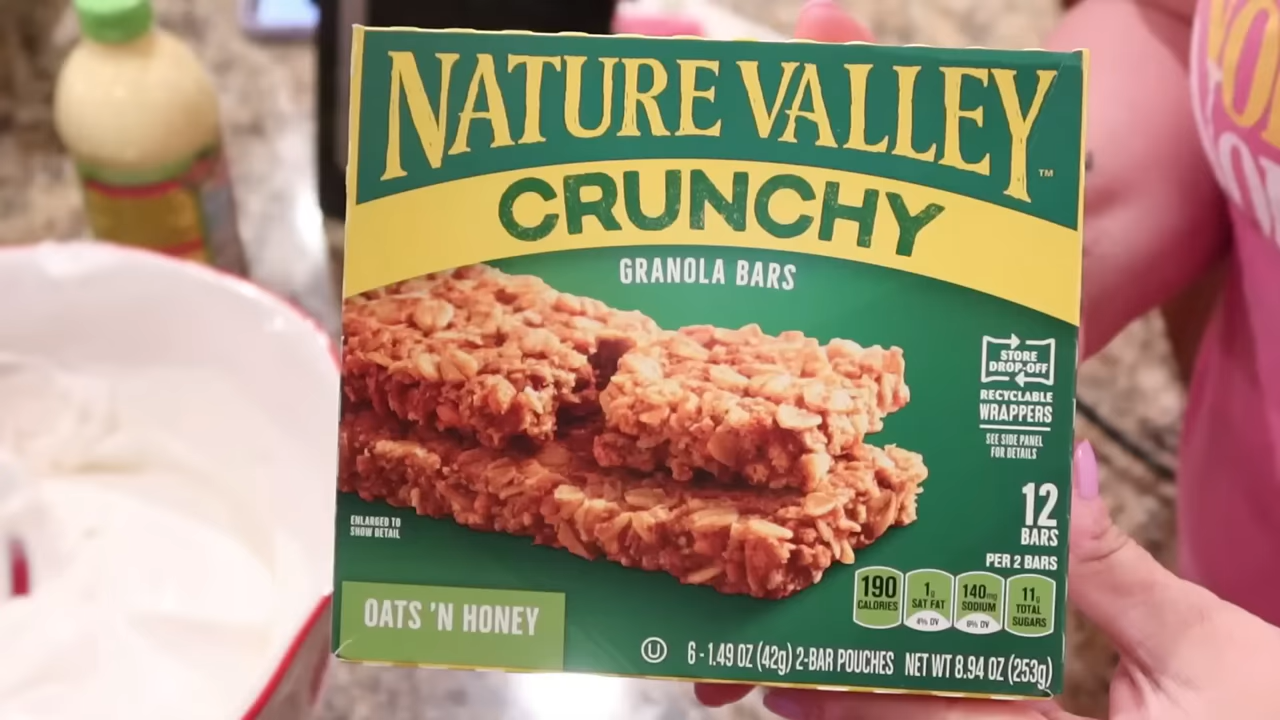 NATURE VALLEY™
CRUNCHY
GRANOLA BARS
STORE
DROP-OFF
RECYCLABLE
WRAPPERS
SEE SIDE PANEL
FOR DETAILS
12
BARS
ENLARGED TO
SHOW DETAIL
PER 2 BARS
190
CALORIES
1g
SAT FAT
4% DV
140mg
SODIUM
6% DV
11g
TOTAL
SUGARS
OATS 'N HONEY
U
6 - 1.49 OZ (42g) 2-BAR POUCHES NET WT 8.94 OZ (253g)